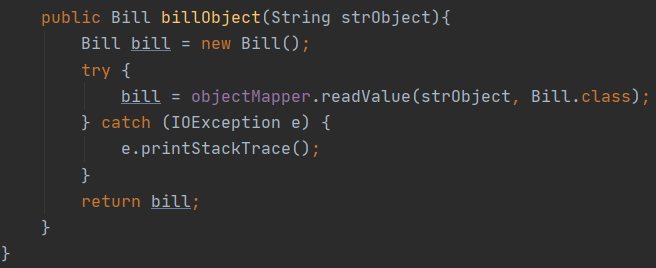 public Bill billObject(String strObject){
Bill bill = new Bill();
try {
bill = objectMapper.readValue(strObject, Bill.class);
} catch (IOException e) {
e.printStackTrace();
}
return bill;
}
}